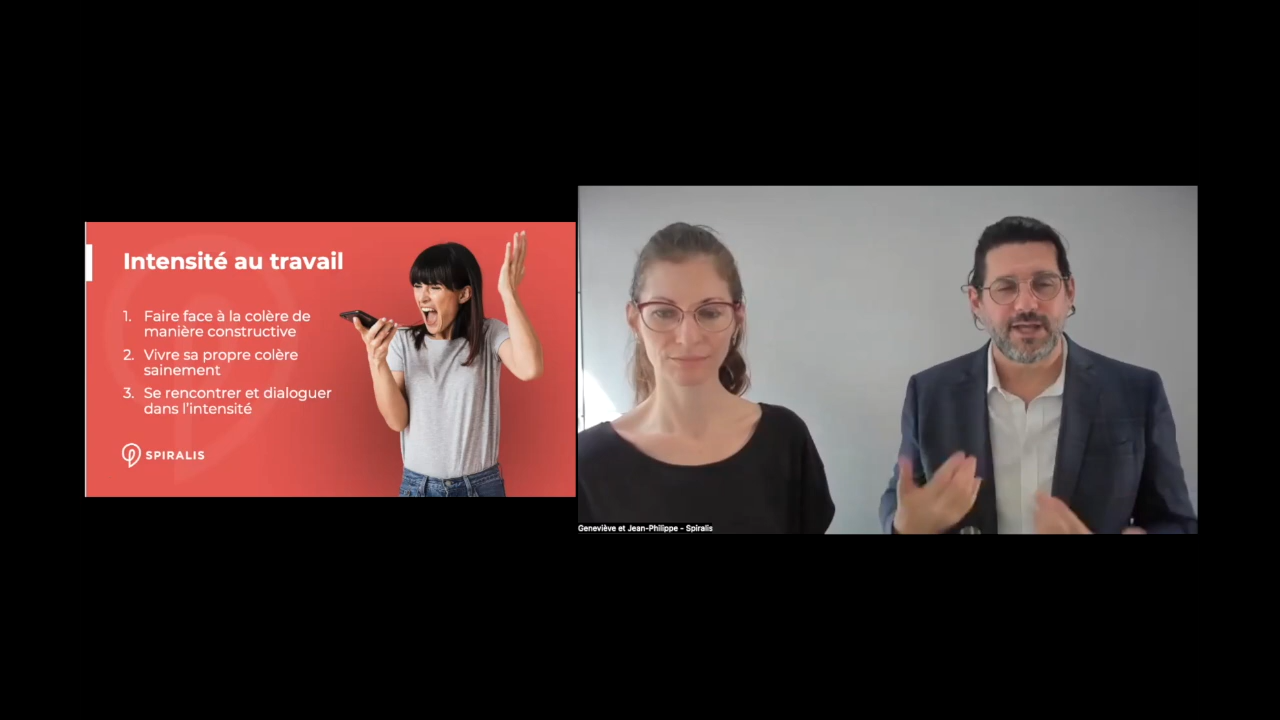 Intensité au travail
1. Faire face à la colère de
manière constructive
2. Vivre sa propre colère
sainement
3. Se rencontrer et dialoguer
dans l'intensité
SPIRALIS
Geneviève et Jean-Philippe - Spiralis